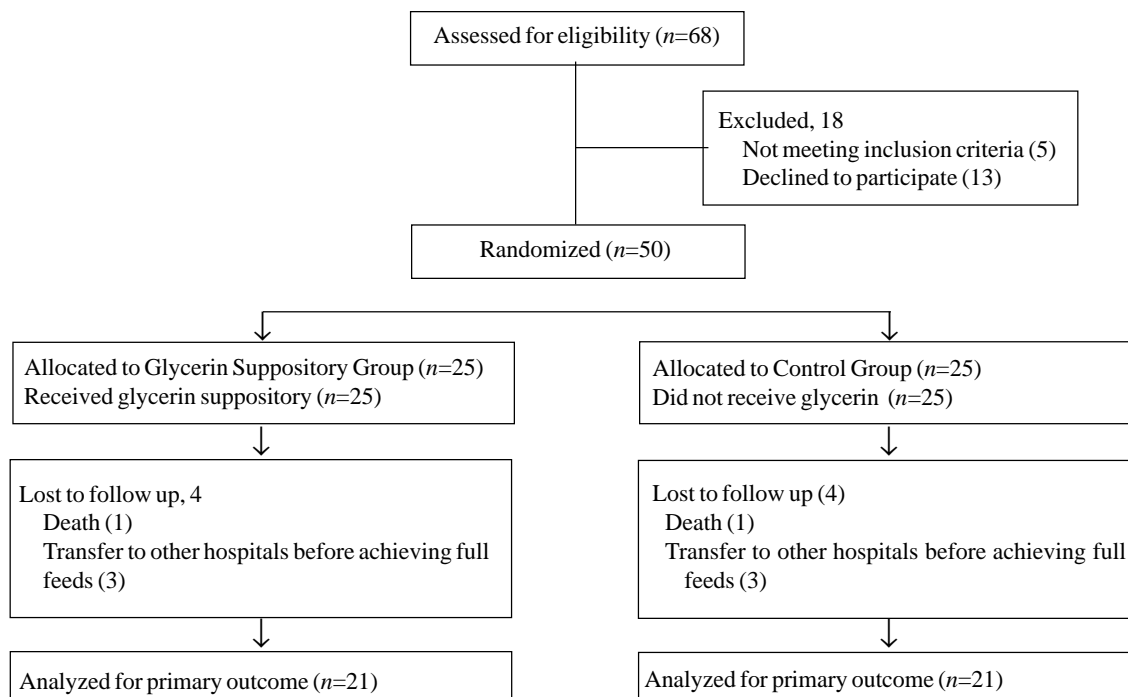 Assessed for eligibility (n=68)
Excluded, 18
Not meeting inclusion criteria (5)
Declined to participate (13)
Randomized (n=50)
Allocated to Glycerin Suppository Group (n=25)
Received glycerin suppository (n=25)
Allocated to Control Group (n=25)
Did not receive glycerin (n=25)
Lost to follow up, 4
Death (1)
Transfer to other hospitals before achieving full
feeds (3)
Lost to follow up (4)
Death (1)
Transfer to other hospitals before achieving full
feeds (3)
Analyzed for primary outcome (n=21)
Analyzed for primary outcome (n=21)